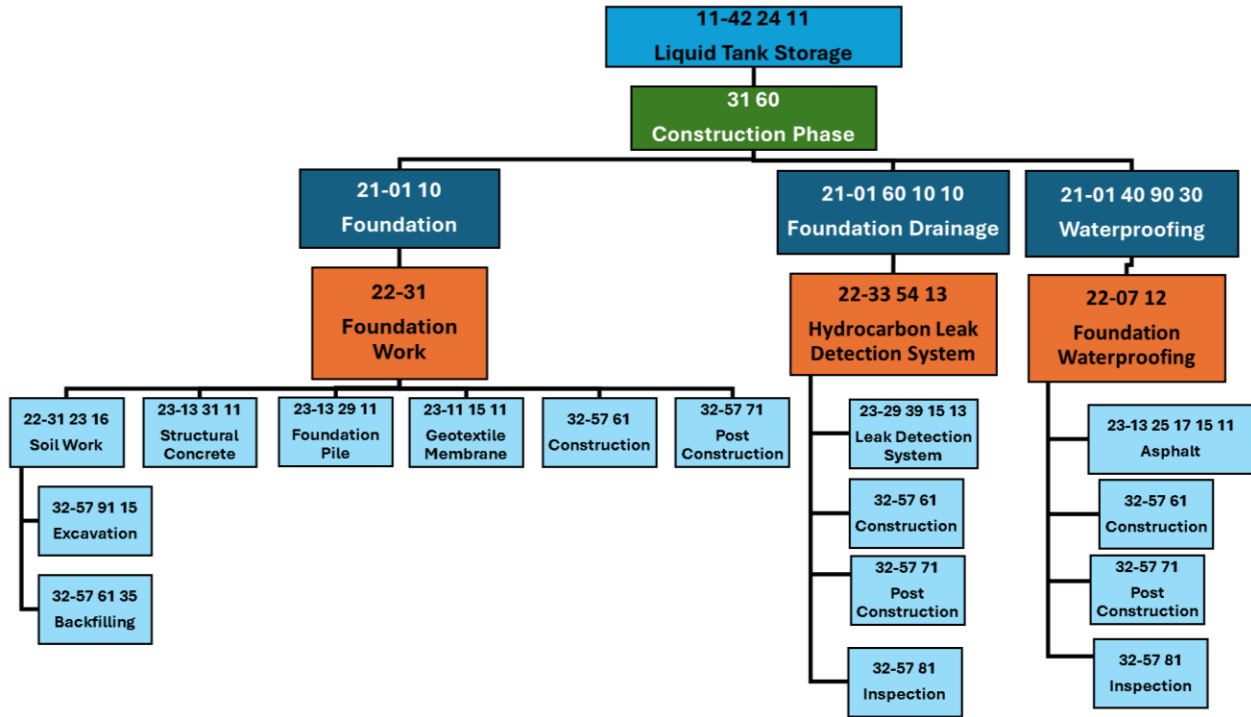 11-42 24 11
Liquid Tank Storage
31 60
Construction Phase
21-01 10
Foundation
21-01 60 10 10
Foundation Drainage
21-01 40 90 30
Waterproofing
22-31
Foundation
Work
22-33 54 13
Hydrocarbon Leak
Detection System
22-07 12
Foundation
Waterproofing
22-31 23 16
Soil Work
23-13 31 11
Structural
Concrete
23-13 29 11
Foundation
Pile
23-11 15 11
Geotextile
Membrane
32-57 61
Construction
32-57 71
Post
Construction
32-57 91 15
Excavation
32-57 61 35
Backfilling
23-29 39 15 13
Leak Detection
System
32-57 61
Construction
32-57 71
Post
Construction
32-57 81
Inspection
23-13 25 17 15 11
Asphalt
32-57 61
Construction
32-57 71
Post
Construction
32-57 81
Inspection